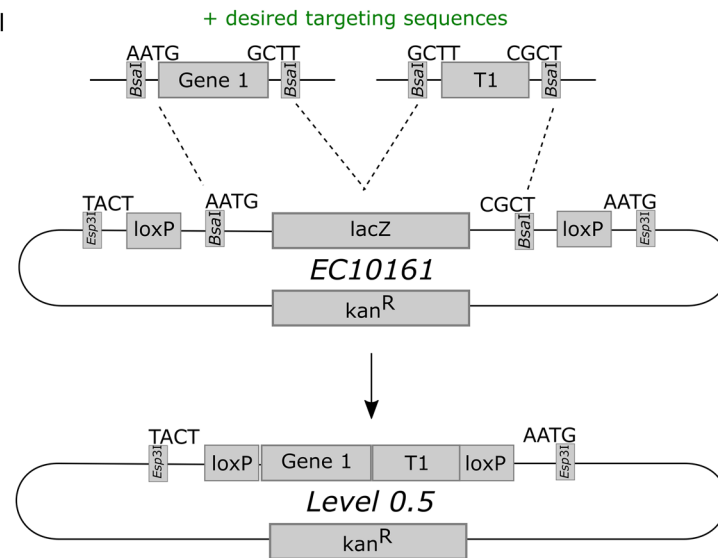 l
+ desired targeting sequences
AATG GCTT GCTT CGCT
BsaI Gene 1 BsaI BsaI T1 BsaI
TACT AATG CGCT AATG
Esp3I loxP BsaI lacZ BsaI loxP Esp3I
EC10161
kanR
TACT AATG
Esp3I loxP Gene 1 T1 loxP Esp3I
Level 0.5
kanR